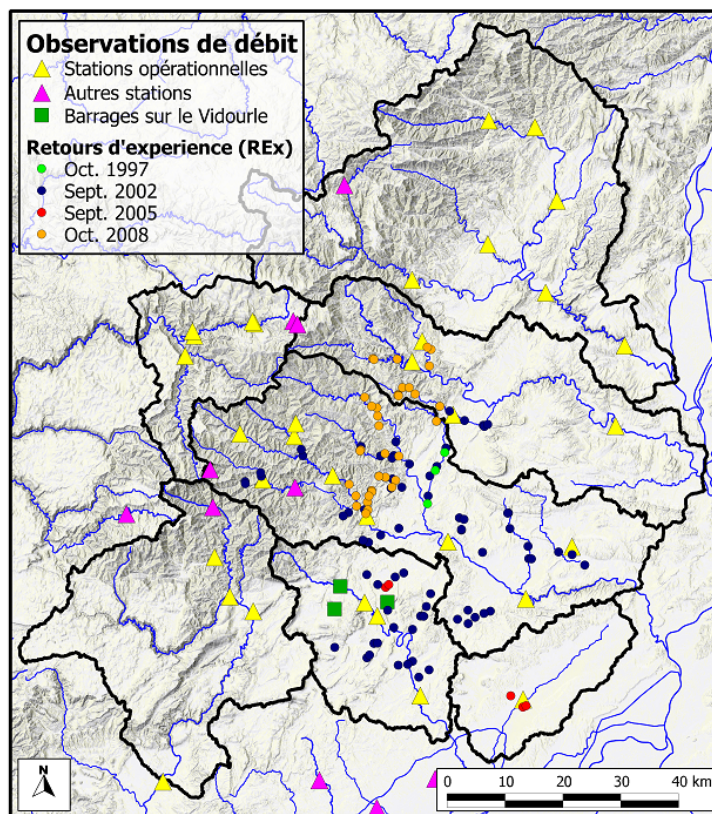 Observations de débit
Stations opérationnelles
Autres stations
Barrages sur le Vidourle
Retours d'experience (REx)
Oct. 1997
Sept. 2002
Sept. 2005
Oct. 2008
N
0 10 20 30 40 km